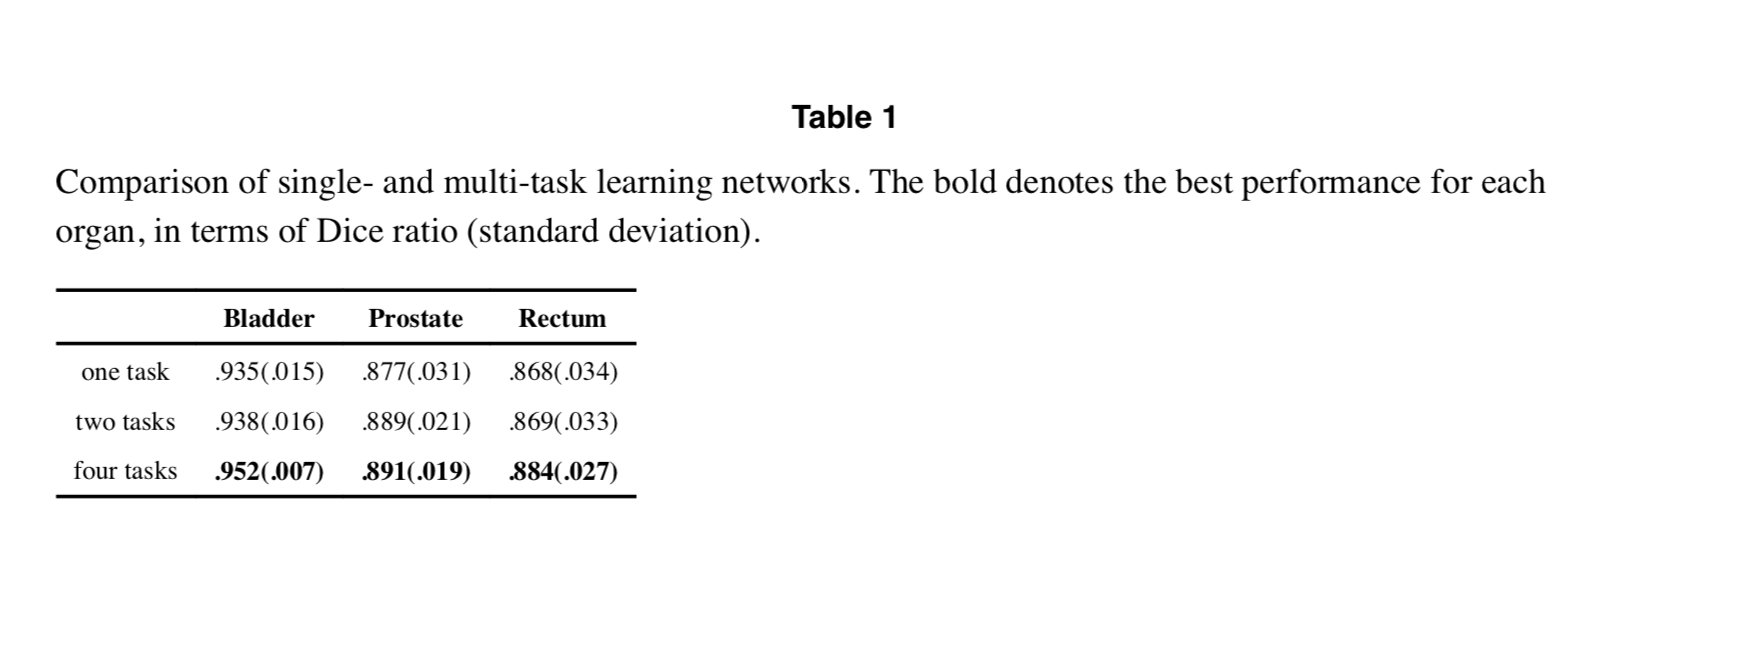 Table 1
Comparison of single- and multi-task learning networks. The bold denotes the best performance for each
organ, in terms of Dice ratio (standard deviation).
Bladder Prostate Rectum
one task .935(.015) .877(.031) .868(.034)
two tasks .938(.016) .889(.021) .869(.033)
four tasks .952(.007) .891(.019) .884(.027)